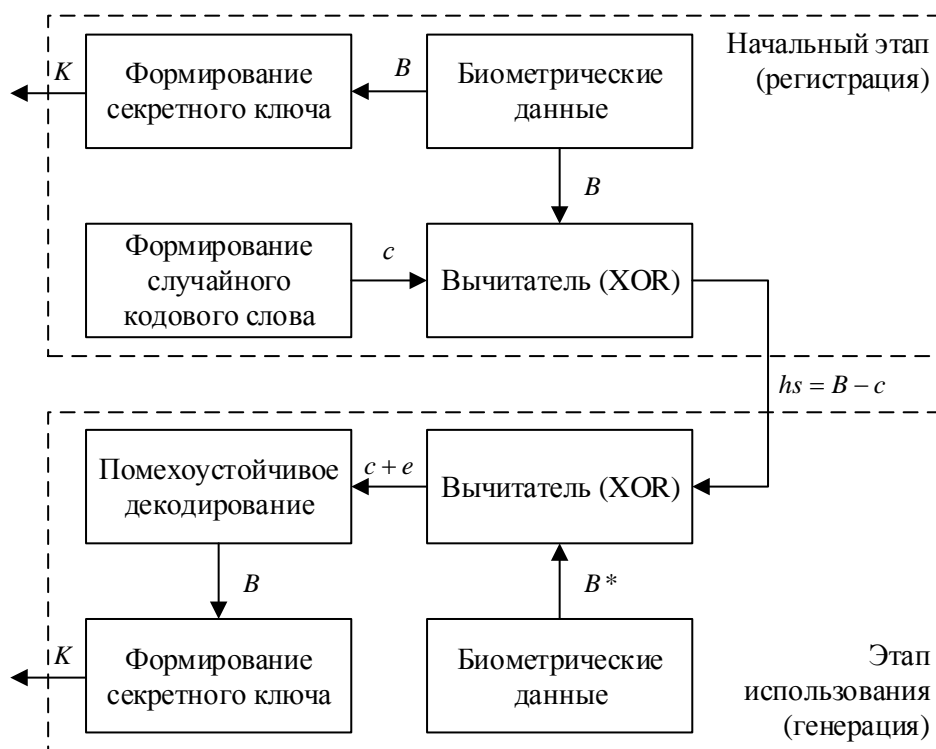 Начальный этап
(регистрация)
K
Формирование
секретного ключа
B
Биометрические
данные
B
Формирование
случайного
кодового слова
c
Вычитатель (XOR)
hs = B − c
Помехоустойчивое
декодирование
c + e
Вычитатель (XOR)
B
B*
K
Формирование
секретного ключа
Биометрические
данные
Этап
использования
(генерация)